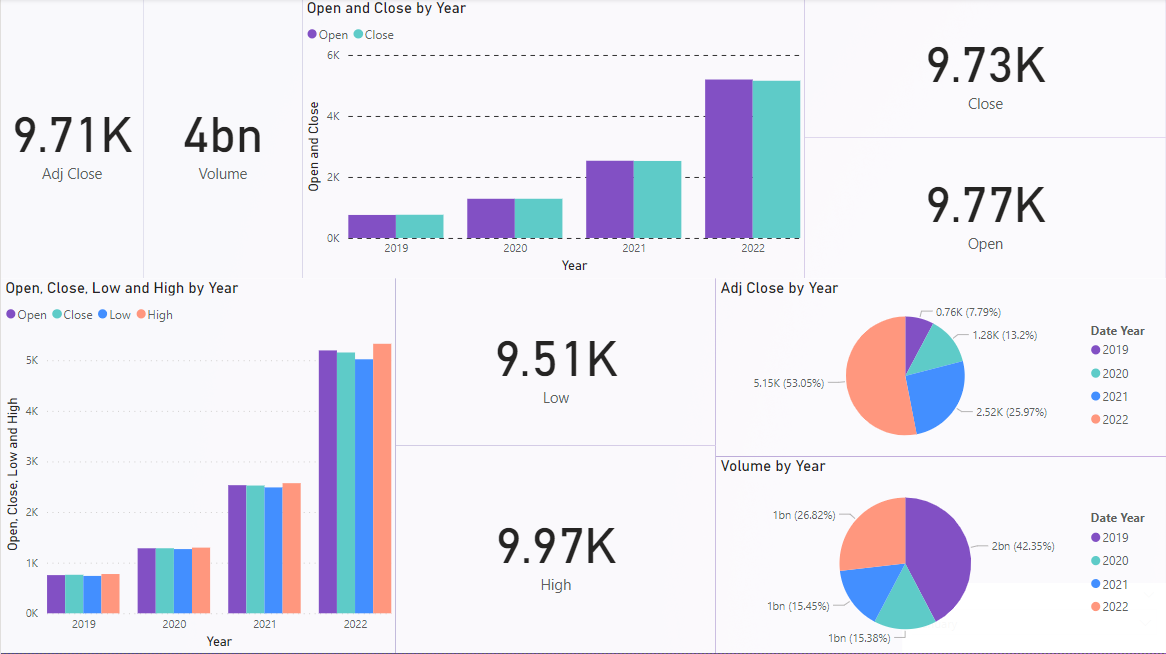 9.71K
Adj Close
4bn
Volume
Open and Close by Year
Open Close
6K
4K
2K
0K
Open and Close
2019 2020 2021 2022
Year
9.73K
Close
9.77K
Open
Open, Close, Low and High by Year
Open Close Low High
5K
4K
3K
2K
1K
0K
Open, Close, Low and High
2019 2020 2021 2022
Year
9.51K
Low
9.97K
High
Adj Close by Year
0.76K (7.79%)
1.28K (13.2%)
5.15K (53.05%)
2.52K (25.97%)
Date Year
2019
2020
2021
2022
Volume by Year
1bn (26.82%)
2bn (42.35%)
1bn (15.45%)
1bn (15.38%)
Date Year
2019
2020
2021
2022